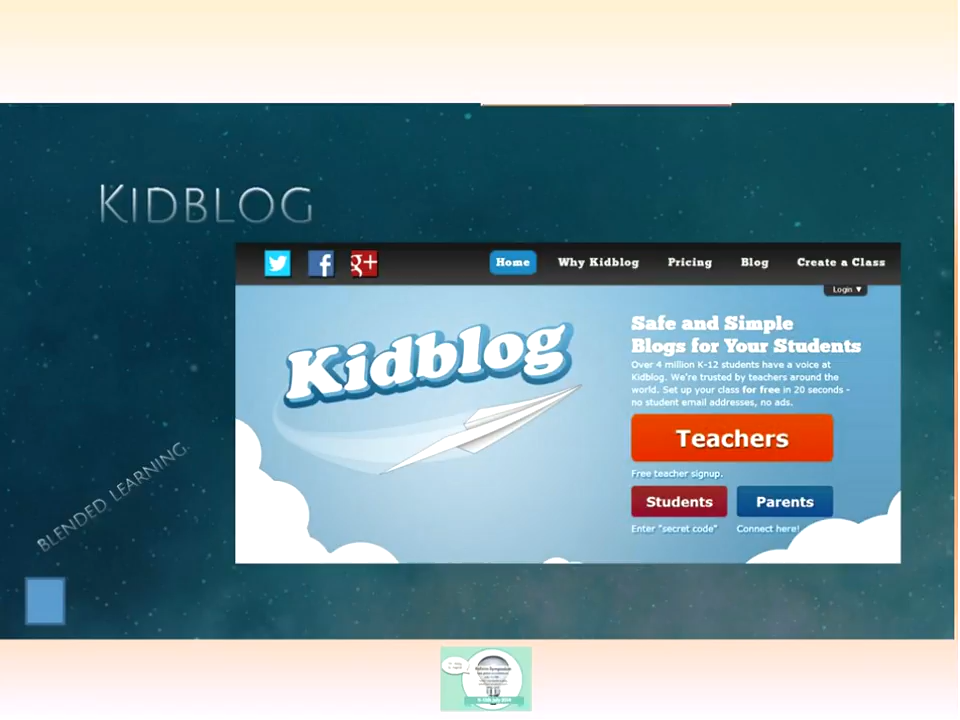 KIDBLOG
Home Why Kidblog Pricing Blog Create a Class
Login ▼
Kidblog
Safe and Simple
Blogs for Your Students
Over 4 million K-12 students have a voice at
Kidblog. We're trusted by teachers around the
world. Set up your class for free in 20 seconds -
no student email addresses, no ads.
Teachers
Free teacher signup.
Students Parents
Enter "secret code" Connect here!
BLENDED LEARNING